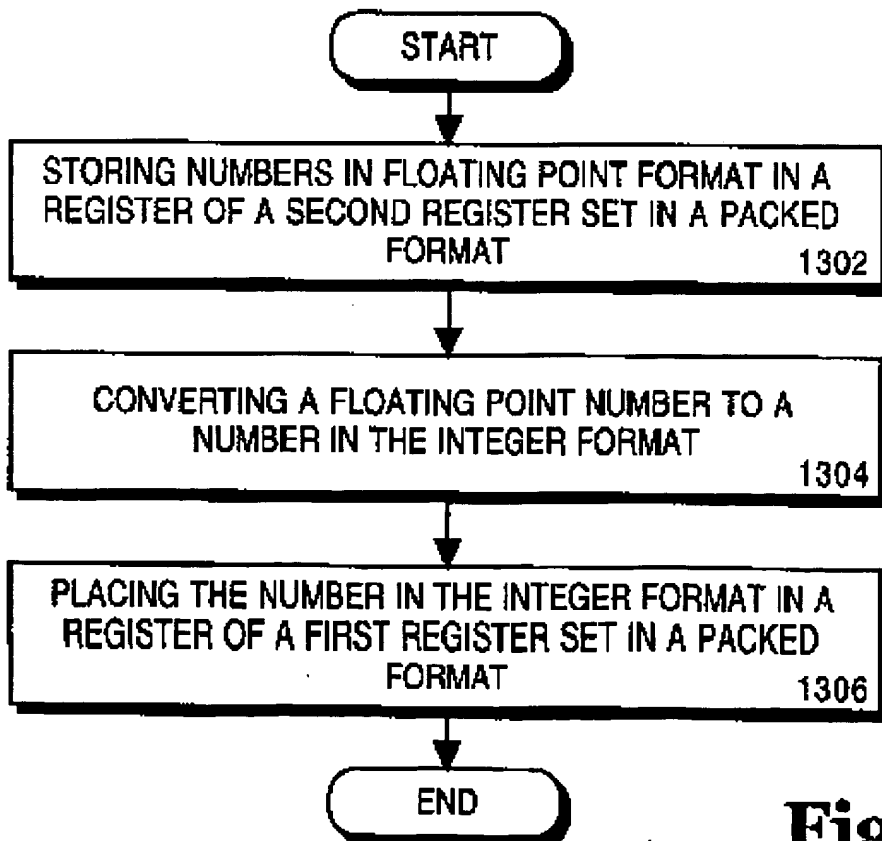 START
STORING NUMBERS IN FLOATING POINT FORMAT IN A
REGISTER OF A SECOND REGISTER SET IN A PACKED
FORMAT
1302
CONVERTING A FLOATING POINT NUMBER TO A
NUMBER IN THE INTEGER FORMAT
1304
PLACING THE NUMBER IN THE INTEGER FORMAT IN A
REGISTER OF A FIRST REGISTER SET IN A PACKED
FORMAT
1306
END
Fig